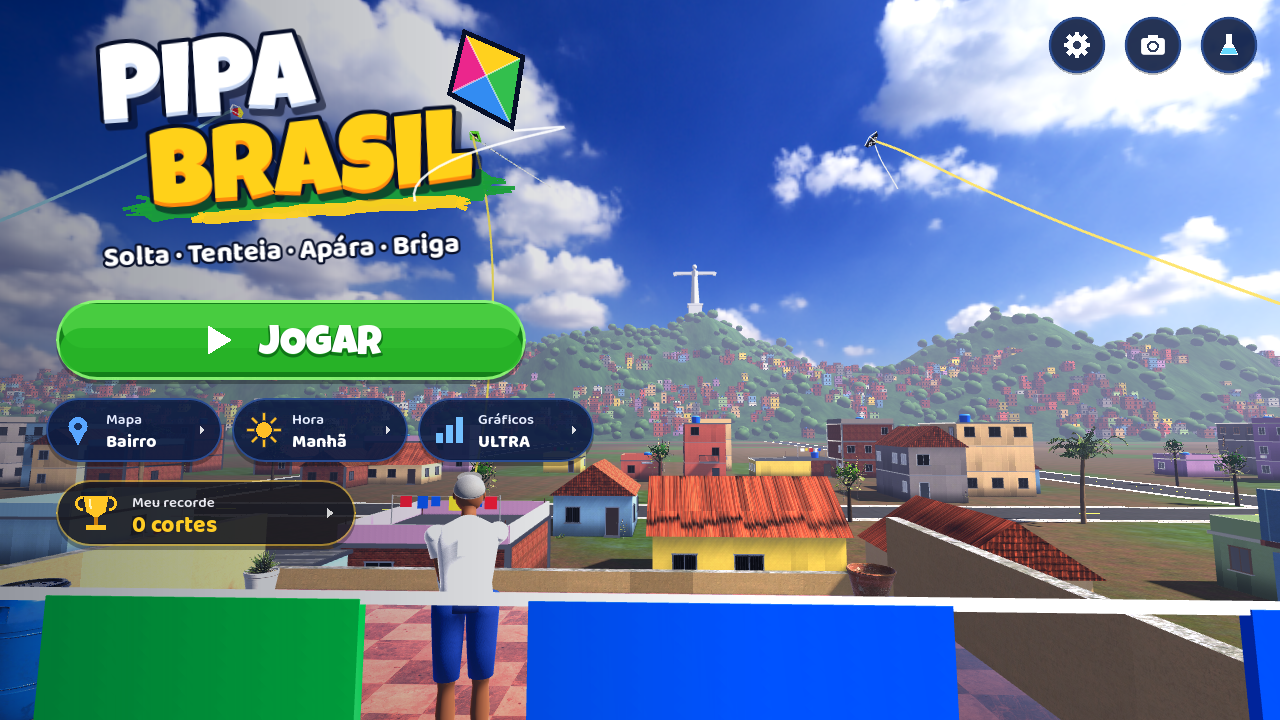 PIPA
BRASIL
Solta · Tenteia · Apára · Briga
JOGAR
Mapa
Bairro
Hora
Manhã
Gráficos
ULTRA
Meu recorde
0 cortes